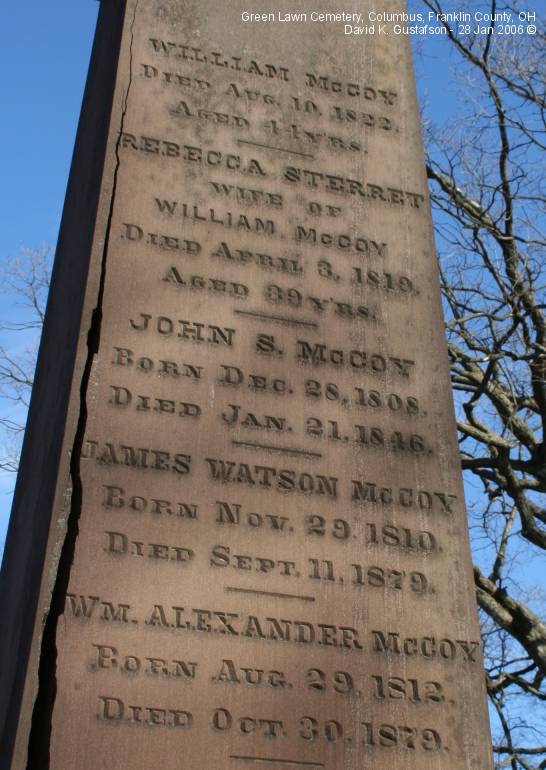 Green Lawn Cemetery, Columbus, Franklin County, OH
David K. Gustafson - 28 Jan 2006 ©
WILLIAM McCOY
DIED AUG. 10, 1822.
AGED 44 YRS.
REBECCA STERRET
WIFE OF
WILLIAM McCOY
DIED APRIL 3, 1819.
AGED 39 YRS.
JOHN S. McCOY
BORN DEC. 28, 1808.
DIED JAN. 21, 1846.
JAMES WATSON McCOY
BORN NOV. 29, 1810.
DIED SEPT. 11, 1879.
WM. ALEXANDER McCOY
BORN AUG. 29, 1812.
DIED OCT. 30, 1879.